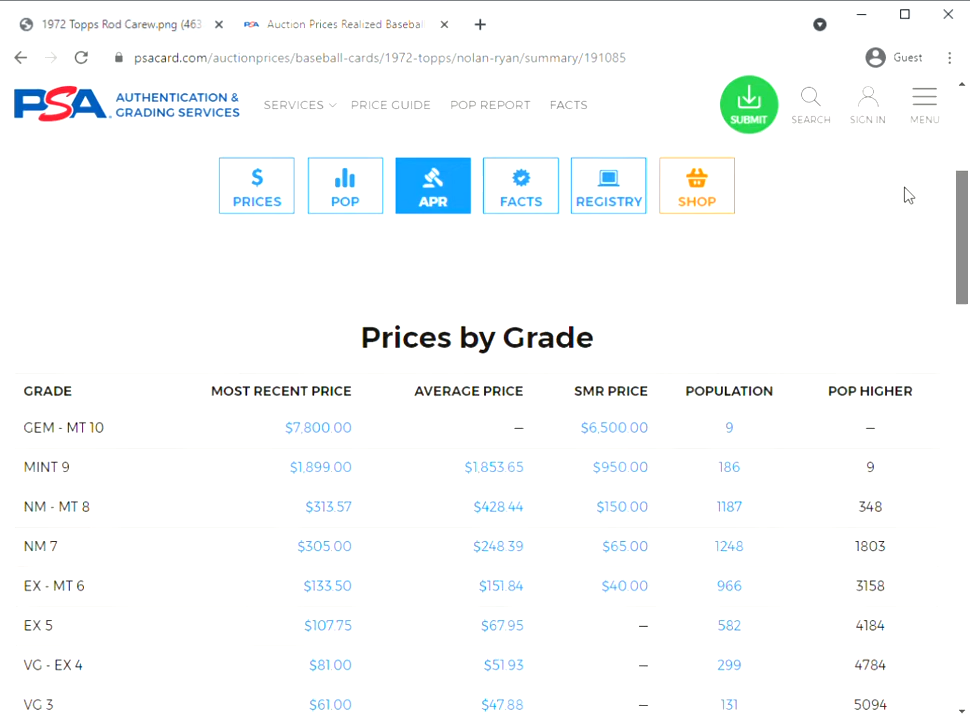 1972 Topps Rod Carew.png (463
PSA Auction Prices Realized Basebal
psacard.com/auctionprices/baseball-cards/1972-topps/nolan-ryan/summary/191085
Guest
PSA AUTHENTICATION &
GRADING SERVICES
SERVICES PRICE GUIDE POP REPORT FACTS
SUBMIT SEARCH SIGN IN MENU
$ PRICES POP APR FACTS REGISTRY SHOP
Prices by Grade
GRADE MOST RECENT PRICE AVERAGE PRICE SMR PRICE POPULATION POP HIGHER
GEM - MT 10 $7,800.00 – $6,500.00 9 –
MINT 9 $1,899.00 $1,853.65 $950.00 186 9
NM - MT 8 $313.57 $428.44 $150.00 1187 348
NM 7 $305.00 $248.39 $65.00 1248 1803
EX - MT 6 $133.50 $151.84 $40.00 966 3158
EX 5 $107.75 $67.95 – 582 4184
VG - EX 4 $81.00 $51.93 – 299 4784
VG 3 $61.00 $47.88 – 131 5094